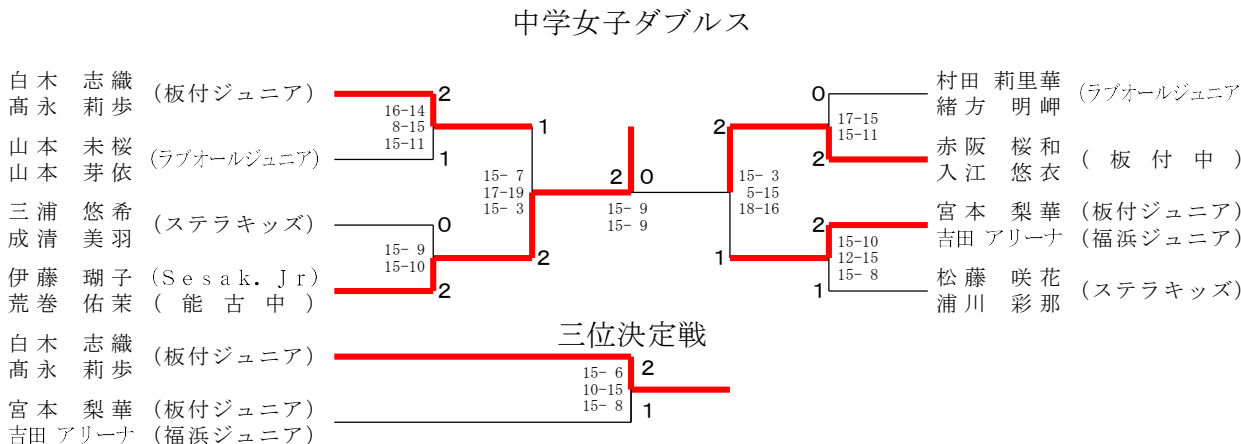 中学女子ダブルス
白木 志織 (板付ジュニア)
髙永 莉歩
2
16-14
8-15
15-11
山本 未桜 (ラブオールジュニア)
山本 芽依
1
1
15- 7
17-19
15- 3
三浦 悠希 (ステラキッズ)
成清 美羽
0
15- 9
15-10
伊藤 瑚子 (Sesak. Jr)
荒巻 佑茉 (能古中)
2
2
2 0
15- 9
15- 9
村田 莉里華 (ラブオールジュニア
緒方 明岬
0
17-15
15-11
赤阪 桜和 (板付中)
入江 悠衣
2
2
15- 3
5-15
18-16
宮本 梨華 (板付ジュニア)
吉田 アリーナ (福浜ジュニア)
2
15-10
12-15
15- 8
松藤 咲花 (ステラキッズ)
浦川 彩那
1
1
三位決定戦
白木 志織 (板付ジュニア)
髙永 莉歩
2
15- 6
10-15
15- 8
宮本 梨華 (板付ジュニア)
吉田 アリーナ (福浜ジュニア)
1